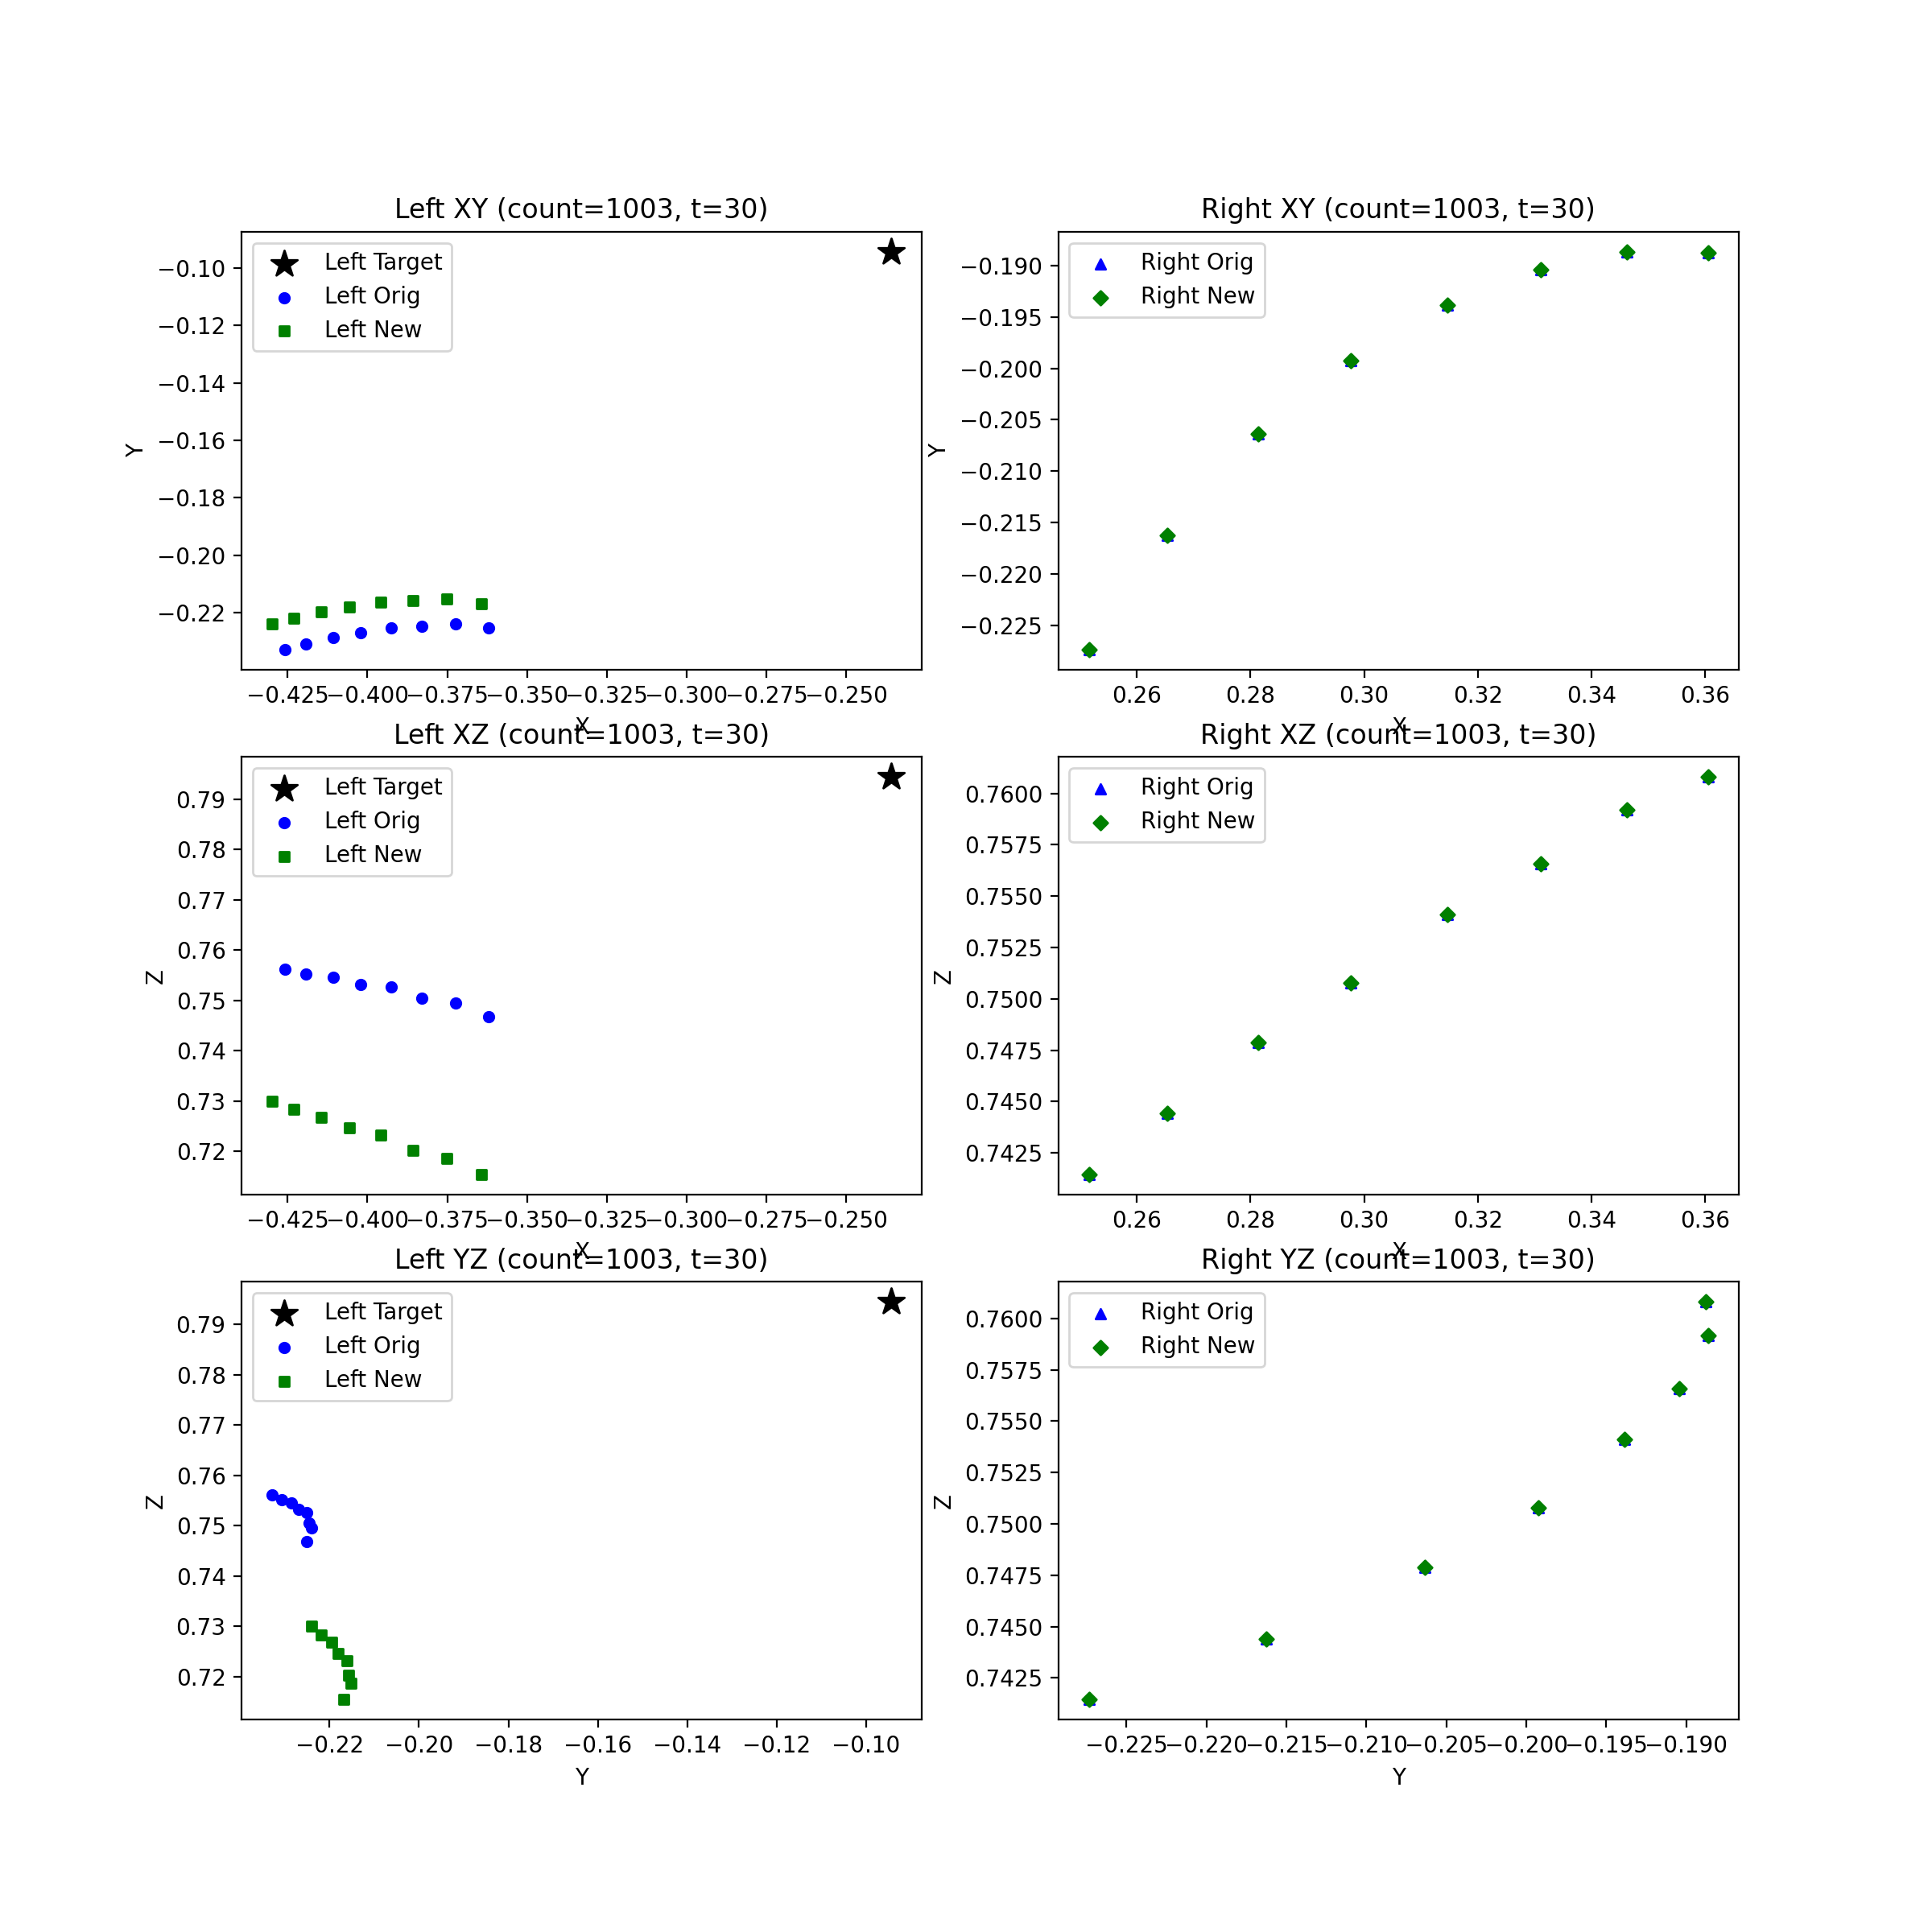 Left XY (count=1003, t=30)
Left Target
Left Orig
Left New
−0.10
−0.12
−0.14
−0.16
−0.18
−0.20
−0.22
Y
−0.425 −0.400 −0.375 −0.350 −0.325 −0.300 −0.275 −0.250
X
Right XY (count=1003, t=30)
Right Orig
Right New
−0.190
−0.195
−0.200
−0.205
−0.210
−0.215
−0.220
−0.225
Y
0.26 0.28 0.30 0.32 0.34 0.36
X
Left XZ (count=1003, t=30)
Left Target
Left Orig
Left New
0.79
0.78
0.77
0.76
0.75
0.74
0.73
0.72
Z
−0.425 −0.400 −0.375 −0.350 −0.325 −0.300 −0.275 −0.250
X
Right XZ (count=1003, t=30)
Right Orig
Right New
0.7600
0.7575
0.7550
0.7525
0.7500
0.7475
0.7450
0.7425
Z
0.26 0.28 0.30 0.32 0.34 0.36
X
Left YZ (count=1003, t=30)
Left Target
Left Orig
Left New
0.79
0.78
0.77
0.76
0.75
0.74
0.73
0.72
Z
−0.22 −0.20 −0.18 −0.16 −0.14 −0.12 −0.10
Y
Right YZ (count=1003, t=30)
Right Orig
Right New
0.7600
0.7575
0.7550
0.7525
0.7500
0.7475
0.7450
0.7425
Z
−0.225 −0.220 −0.215 −0.210 −0.205 −0.200 −0.195 −0.190
Y